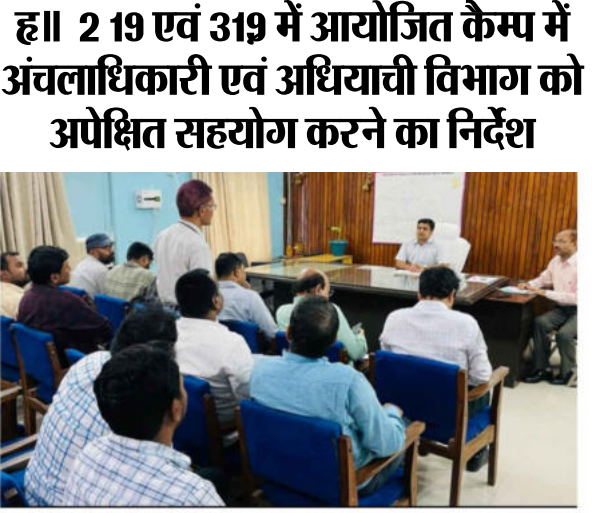 हृ॥ 2 19 एवं 319 में आयोजित कैम्प में
अंचलाधिकारी एवं अधियाची विभाग को
अपेक्षित सहयोग करने का निर्देश